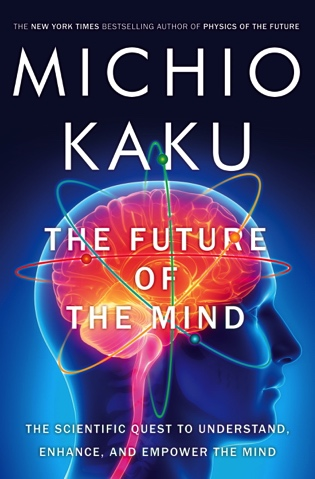 THE NEW YORK TIMES BESTSELLING AUTHOR OF PHYSICS OF THE FUTURE
MICHIO
KAKU
THE FUTURE
OF
THE MIND
THE SCIENTIFIC QUEST TO UNDERSTAND,
ENHANCE, AND EMPOWER THE MIND